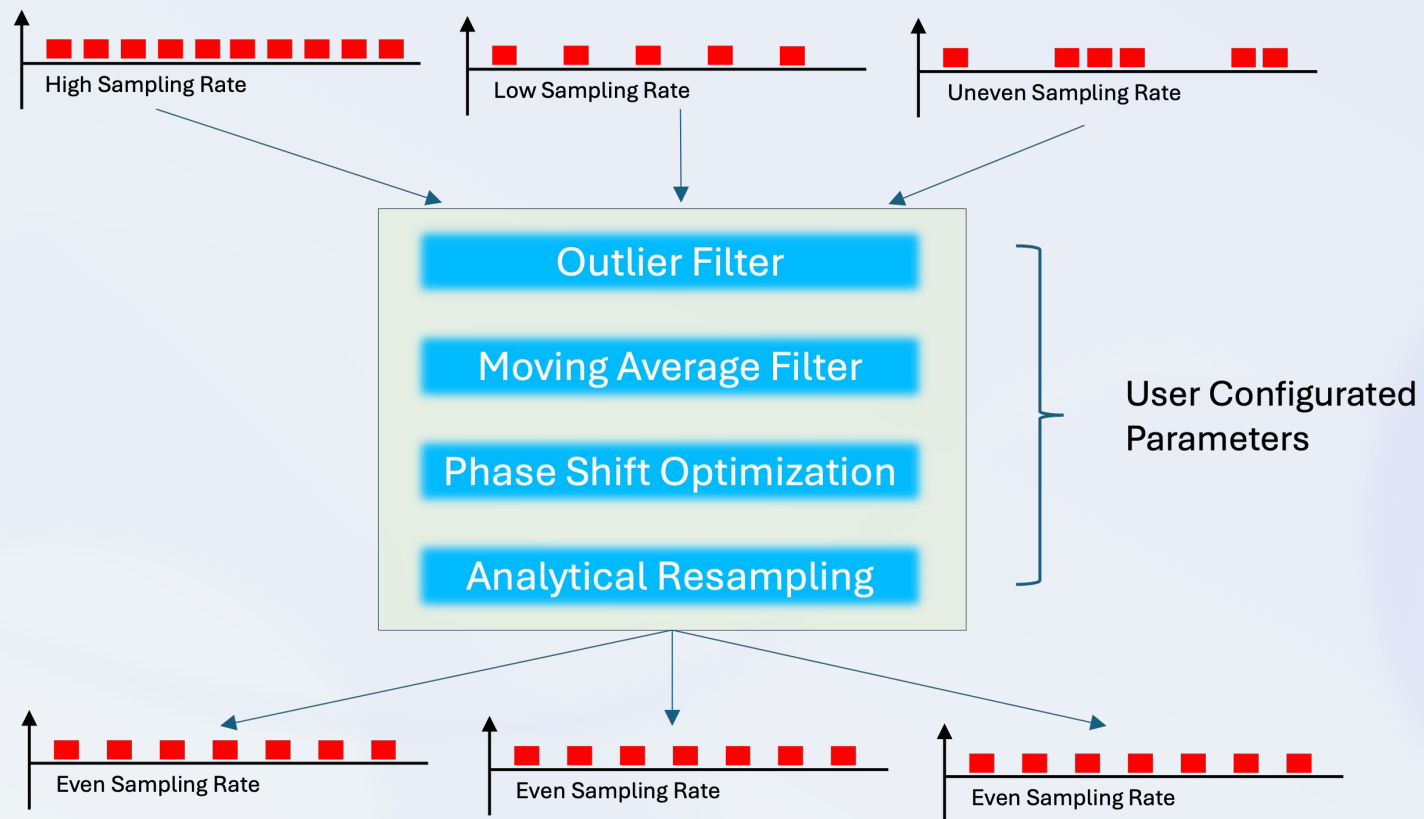 High Sampling Rate
Low Sampling Rate
Uneven Sampling Rate
Outlier Filter
Moving Average Filter
Phase Shift Optimization
Analytical Resampling
User Configurated
Parameters
Even Sampling Rate
Even Sampling Rate
Even Sampling Rate